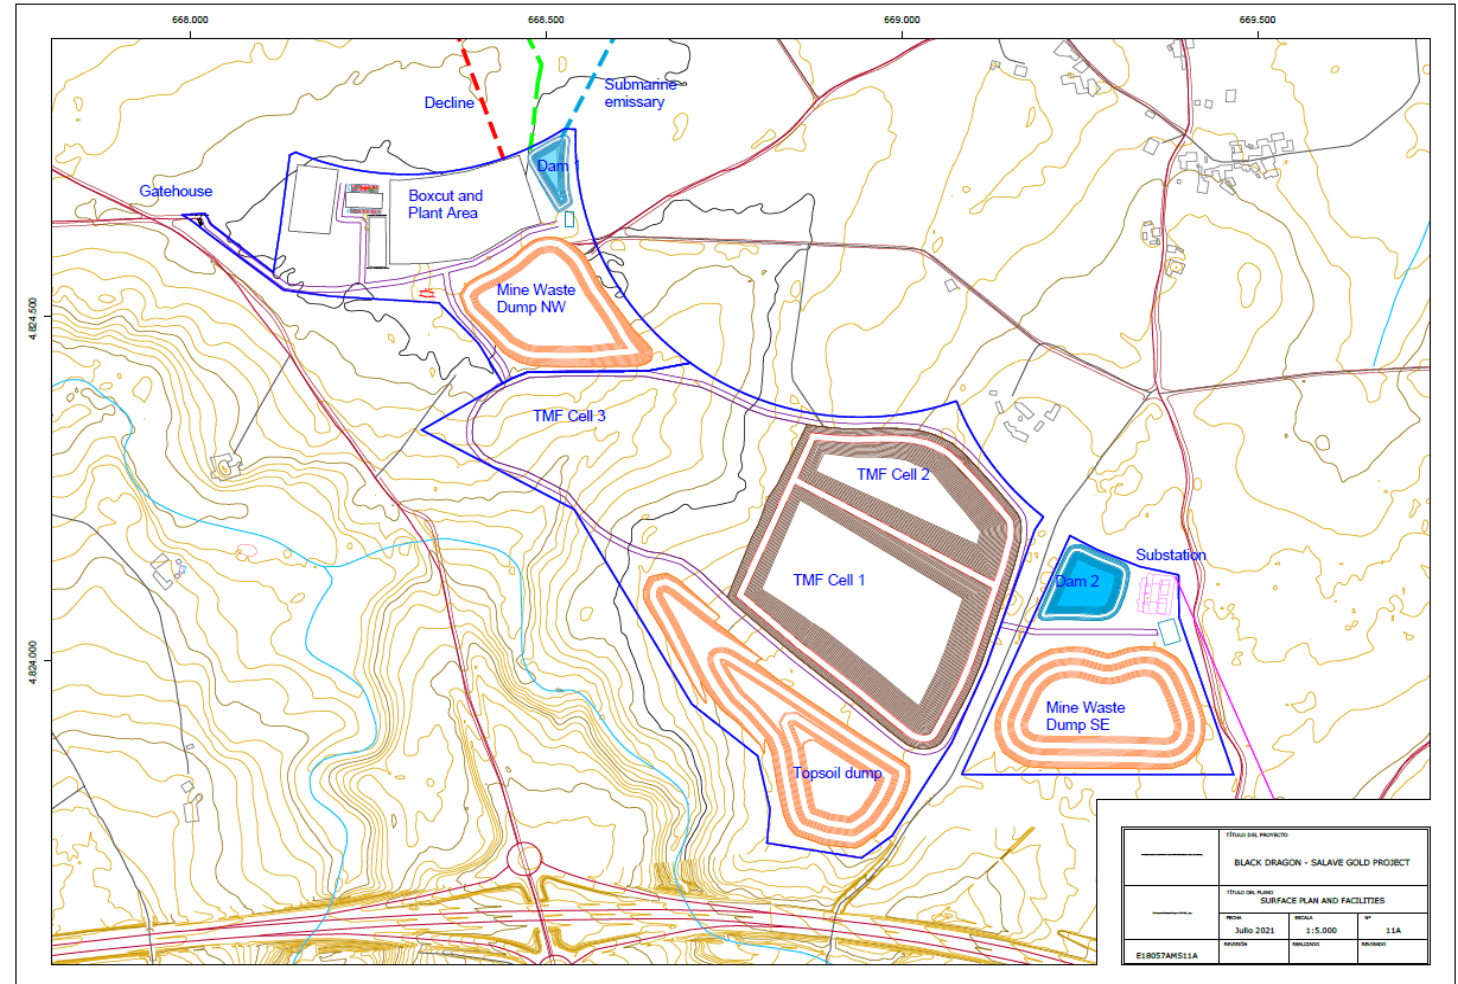 668.000
668.500
669.000
669.500
Submarine
emissary
Decline
Dam
Gatehouse
Boxcut and
Plant Area
Mine Waste
Dump NW
4.824.500
TMF Cell 3
TMF Cell 2
TMF Cell 1
Substation
Dam 2
4.824.000
Mine Waste
Dump SE
Topsoil dump
TÍTULO DEL PROYECTO
BLACK DRAGON - SALAVE GOLD PROJECT
TÍTULO DEL PLANO
SURFACE PLAN AND FACILITIES
FECHA
ESCALA
Nº
Julio 2021
1:5.000
11A
REVISIÓN
REALIZADO
REVISADO
E18057AMS11A